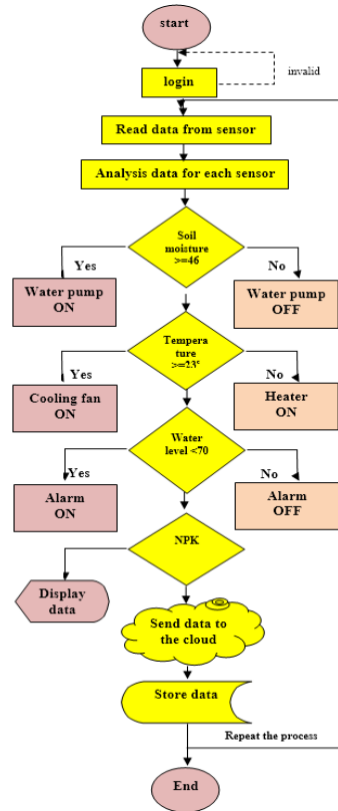 start
invalid
login
Read data from sensor
Analysis data for each sensor
Soil
moisture
>=46
Yes
No
Water pump
ON
Water pump
OFF
Tempera
ture
>=23°
Yes
No
Cooling fan
ON
Heater
ON
Water
level <70
Yes
No
Alarm
ON
Alarm
OFF
NPK
Display
data
Send data to
the cloud
Store data
Repeat the process
End